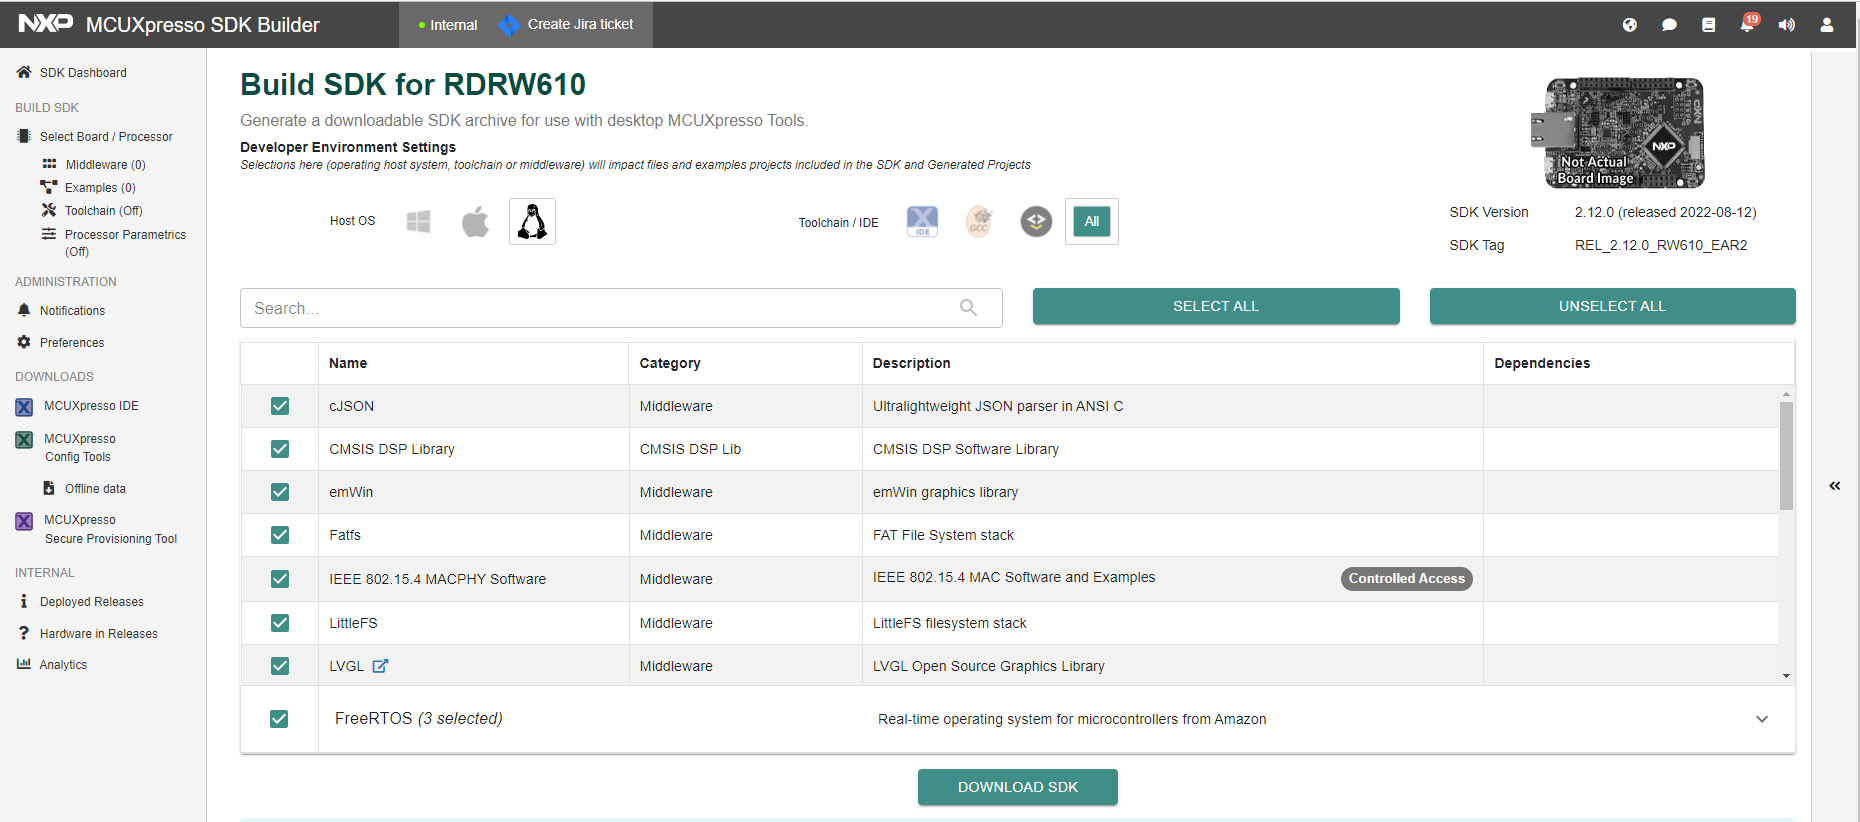 NXP MCUXpresso SDK Builder
Internal
Create Jira ticket
19
SDK Dashboard
BUILD SDK
Select Board / Processor
Middleware (0)
Examples (0)
Toolchain (Off)
Processor Parametrics
(Off)
ADMINISTRATION
Notifications
Preferences
DOWNLOADS
MCUXpresso IDE
MCUXpresso
Config Tools
Offline data
MCUXpresso
Secure Provisioning Tool
INTERNAL
Deployed Releases
Hardware in Releases
Analytics
Build SDK for RDRW610
Generate a downloadable SDK archive for use with desktop MCUXpresso Tools.
Developer Environment Settings
Selections here (operating host system, toolchain or middleware) will impact files and examples projects included in the SDK and Generated Projects
Host OS
Toolchain / IDE
IDE
GCC
All
NXP
NXP
Not Actual
Board Image
SDK Version 2.12.0 (released 2022-08-12)
SDK Tag REL_2.12.0_RW610_EAR2
Search...
SELECT ALL
UNSELECT ALL
Name Category Description Dependencies
cJSON Middleware Ultralightweight JSON parser in ANSI C
CMSIS DSP Library CMSIS DSP Lib CMSIS DSP Software Library
emWin Middleware emWin graphics library
Fatfs Middleware FAT File System stack
IEEE 802.15.4 MACPHY Software Middleware IEEE 802.15.4 MAC Software and Examples Controlled Access
LittleFS Middleware LittleFS filesystem stack
LVGL Middleware LVGL Open Source Graphics Library
FreeRTOS (3 selected) Real-time operating system for microcontrollers from Amazon
DOWNLOAD SDK